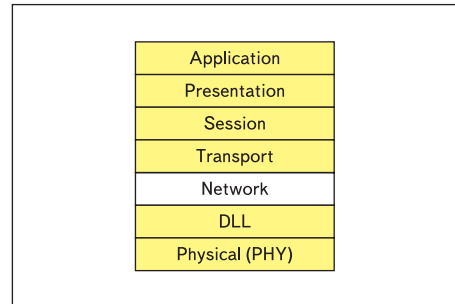 Application
Presentation
Session
Transport
Network
DLL
Physical (PHY)